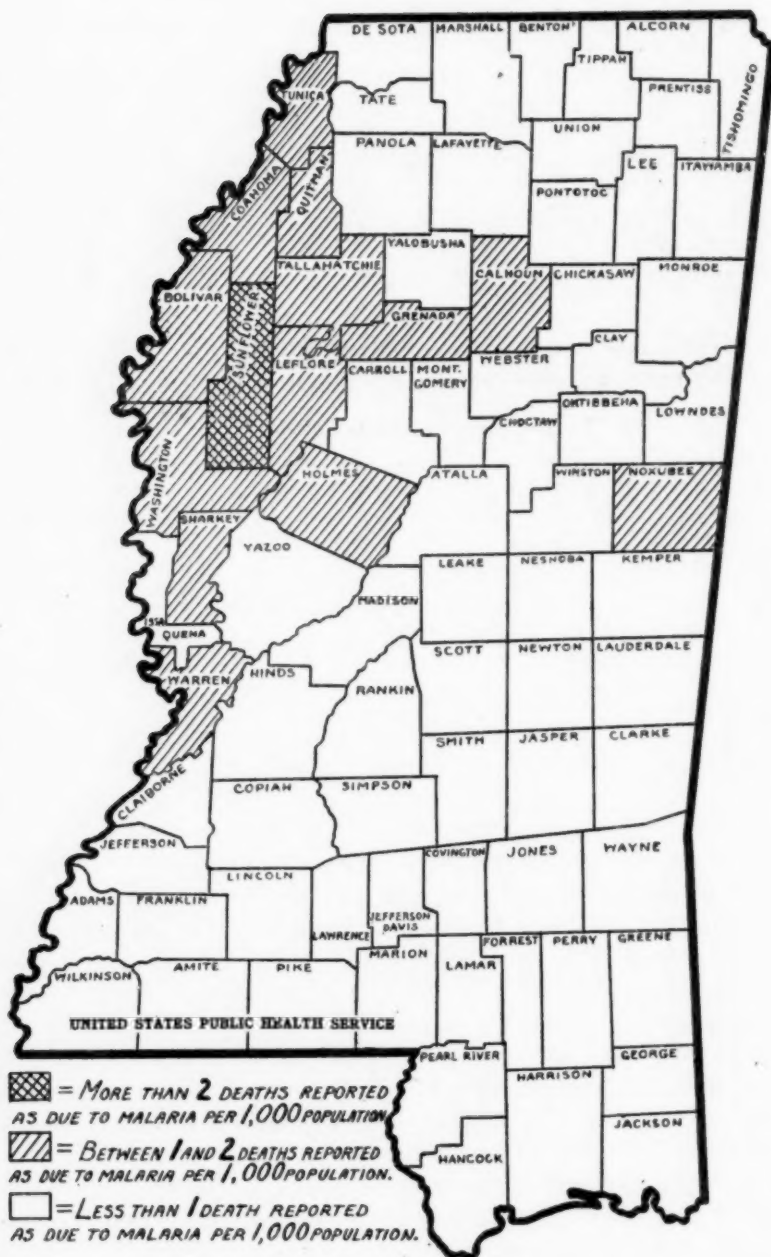 DE SOTA
MARSHALL
BENTON
ALCORN
TIPPAH
TUNICA
TATE
PRENTISS
TISHOMINGO
UNION
PANOLA
LAFAYETTE
LEE
ITAWAMBA
COAHOMA
QUITMAN
PONTOTOC
YALOBUSHA
TALLAHATCHIE
CALHOUN
CHICKASAW
MONROE
BOLIVAR
SUNFLOWER
GRENADA
CLAY
LEFLORE
CARROLL
MONT-
GOMERY
WEBSTER
OKTIBBEHA
LOWNDES
CHOCTAW
WASHINGTON
HOLMES
ATALLA
WINSTON
NOXUBEE
SHARKEY
YAZOO
LEAKE
NESHOBA
KEMPER
MADISON
ISSA
QUENA
SCOTT
NEWTON
LAUDERDALE
WARREN
HINDS
RANKIN
SMITH
JASPER
CLARKE
CLAIBORNE
COPIAH
SIMPSON
JEFFERSON
COVINGTON
JONES
WAYNE
LINCOLN
ADAMS
FRANKLIN
LAWRENCE
JEFFERSON
DAVIS
MARION
FORREST
PERRY
GREENE
LAMAR
WILKINSON
AMITE
PIKE
UNITED STATES PUBLIC HEALTH SERVICE
PEARL RIVER
GEORGE
HARRISON
JACKSON
HANCOCK
= MORE THAN 2 DEATHS REPORTED
AS DUE TO MALARIA PER 1,000 POPULATION
= BETWEEN 1 AND 2 DEATHS REPORTED
AS DUE TO MALARIA PER 1,000 POPULATION.
= LESS THAN 1 DEATH REPORTED
AS DUE TO MALARIA PER 1,000 POPULATION.